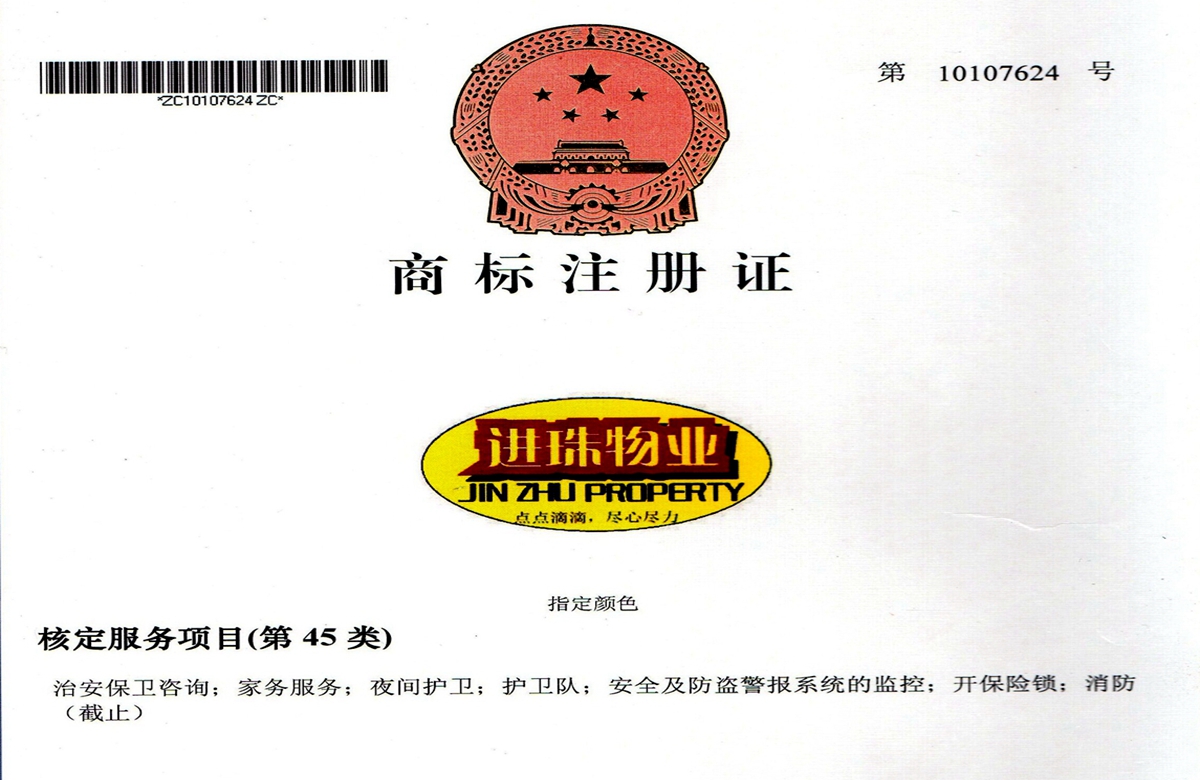 *ZC10107624ZC*
第 10107624 号
商标注册证
进珠物业
JIN ZHU PROPERTY
点点滴滴，尽心尽力
指定颜色
核定服务项目(第 45 类)
治安保卫咨询；家务服务；夜间护卫；护卫队；安全及防盗警报系统的监控；开保险锁；消防
（截止）